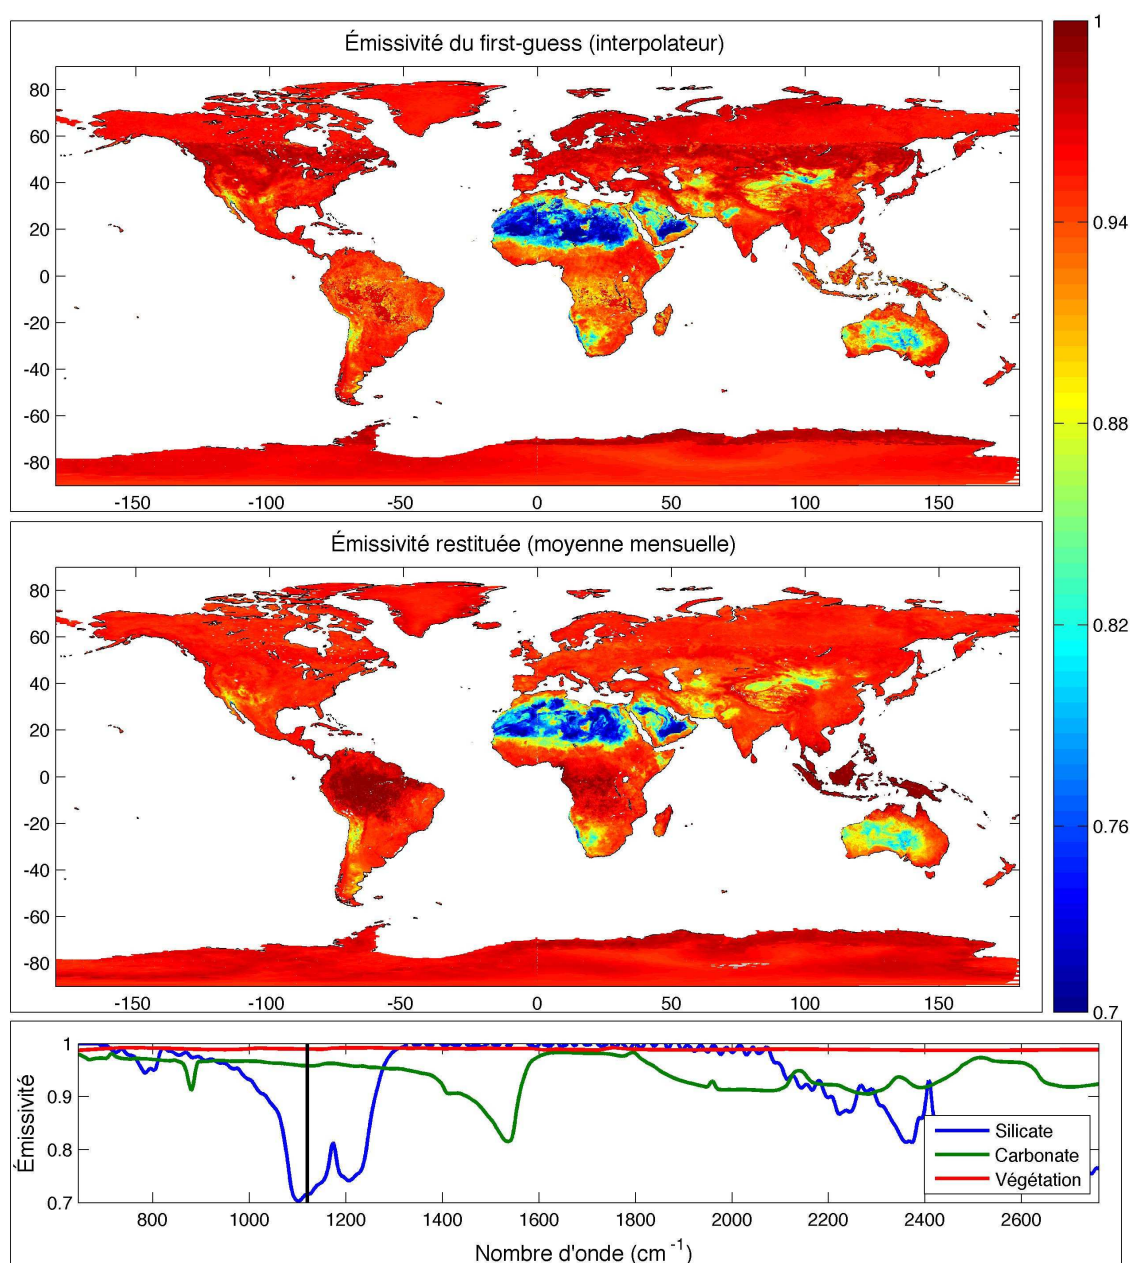 Émissivité du first-guess (interpolateur)
80
60
40
20
0
-20
-40
-60
-80
-150 -100 -50 0 50 100 150
Émissivité restituée (moyenne mensuelle)
80
60
40
20
0
-20
-40
-60
-80
-150 -100 -50 0 50 100 150
1
0.94
0.88
0.82
0.76
0.7
Émissivité
1
0.9
0.8
0.7
800 1000 1200 1400 1600 1800 2000 2200 2400 2600
Nombre d'onde (cm⁻¹)
Silicate
Carbonate
Végétation